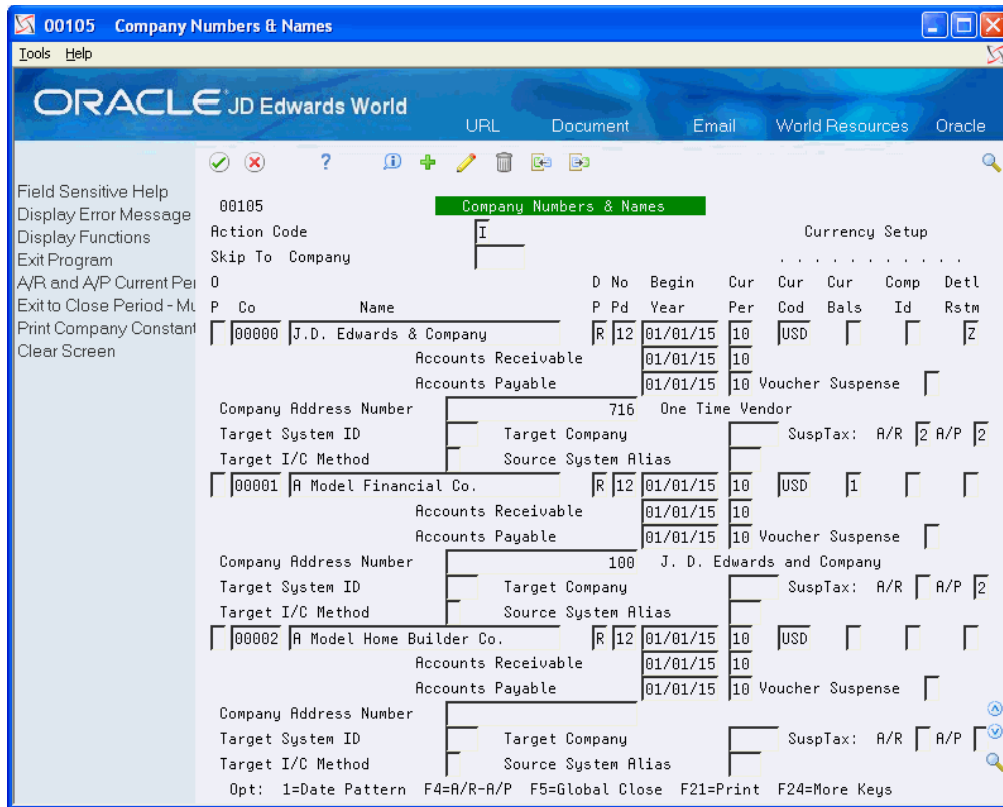 00105 Company Numbers & Names
Tools Help
ORACLE JD Edwards World
URL Document Email World Resources Oracle
Field Sensitive Help
Display Error Message
Display Functions
Exit Program
A/R and A/P Current Per
Exit to Close Period - Mu
Print Company Constant
Clear Screen
00105 Company Numbers & Names
Action Code I Currency Setup
Skip To Company . . . . . . . . . . .
O D No Begin Cur Cur Cur Comp Detl
P Co Name P Pd Year Per Cod Bals Id Rstm
00000 J.D. Edwards & Company R 12 01/01/15 10 USD Z
Accounts Receivable 01/01/15 10
Accounts Payable 01/01/15 10 Voucher Suspense
Company Address Number 716 One Time Vendor
Target System ID Target Company SuspTax: A/R 2 A/P 2
Target I/C Method Source System Alias
00001 A Model Financial Co. R 12 01/01/15 10 USD 1
Accounts Receivable 01/01/15 10
Accounts Payable 01/01/15 10 Voucher Suspense
Company Address Number 100 J. D. Edwards and Company
Target System ID Target Company SuspTax: A/R A/P 2
Target I/C Method Source System Alias
00002 A Model Home Builder Co. R 12 01/01/15 10 USD
Accounts Receivable 01/01/15 10
Accounts Payable 01/01/15 10 Voucher Suspense
Company Address Number
Target System ID Target Company SuspTax: A/R A/P
Target I/C Method Source System Alias
Opt: 1=Date Pattern F4=A/R-A/P F5=Global Close F21=Print F24=More Keys